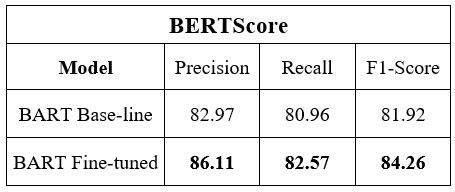 BERTScore
Model Precision Recall F1-Score
BART Base-line 82.97 80.96 81.92
BART Fine-tuned 86.11 82.57 84.26